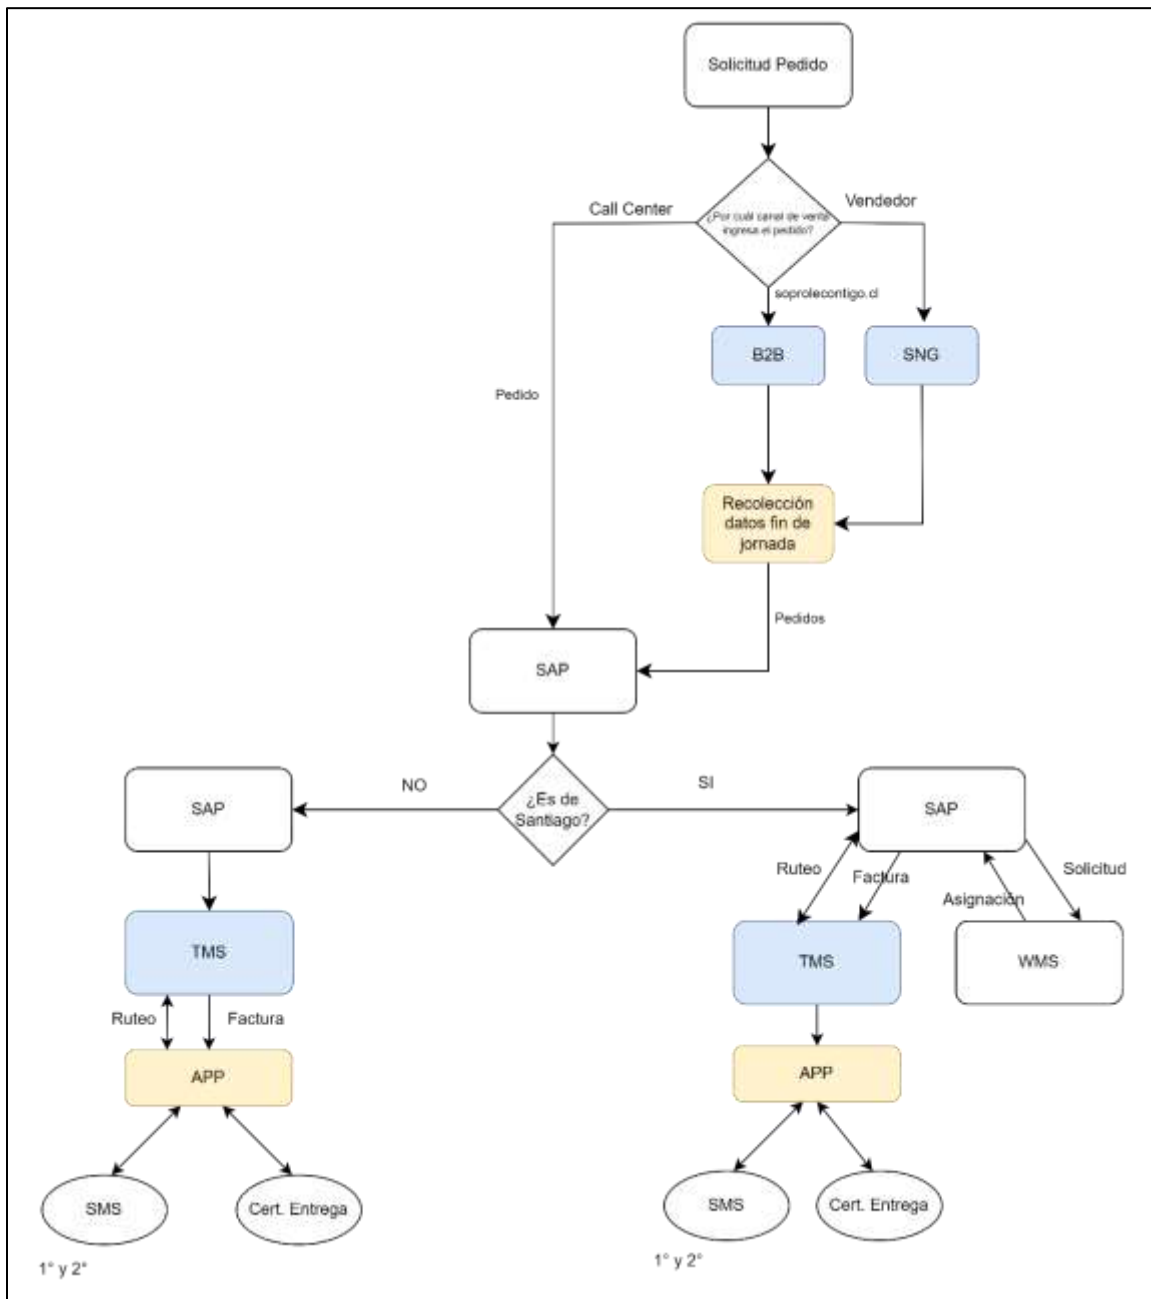 Solicitud Pedido
Call Center
Vendedor
¿Por cuál canal de venta
ingresa el pedido?
soprolecontigo.cl
B2B
SNG
Pedido
Recolección
datos fin de
jornada
Pedidos
SAP
NO
SI
¿Es de
Santiago?
SAP
SAP
Ruteo
Factura
Solicitud
Asignación
TMS
TMS
WMS
Ruteo
Factura
APP
APP
SMS
Cert. Entrega
SMS
Cert. Entrega
1° y 2°
1° y 2°